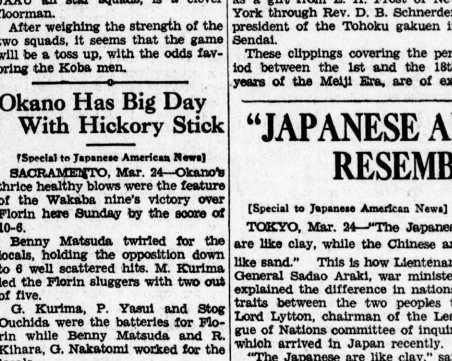 JAAU all star squads, is a clever
floorman.
After weighing the strength of the
two squads, it seems that the game
will be a toss up, with the odds fav-
oring the Koba men.
Okano Has Big Day
With Hickory Stick
[Special to Japanese American News]
SACRAMENTO, Mar. 24—Okano's
thrice healthy blows were the feature
of the Wakaba nine's victory over
Florin here Sunday by the score of
10-6.
Benny Matsuda twirled for the
locals, holding the opposition down
to 6 well scattered hits. M. Kurima
led the Florin sluggers with two out
of five.
G. Kurima, P. Yasui and Stog
Ouchida were the batteries for Flo-
rin while Benny Matsuda and R.
Kihara, G. Nakatomi worked for the
York through Rev. D. B. Schneder
president of the Tohoku gakuen i
Sendai.
These clippings covering the per
iod between the 1st and the 18t
years of the Meiji Era, are of ex
"JAPANESE A
RESEMB
[Special to Japanese American News]
TOKYO, Mar. 24—"The Japanes
are like clay, while the Chinese a
like sand." This is how Lieutenan
General Sadao Araki, war ministe
explained the difference in nation
traits between the two peoples t
Lord Lytton, chairman of the Lea
gue of Nations committee of inquir
which arrived in Japan recently.
"The Japanese are like clay," sa